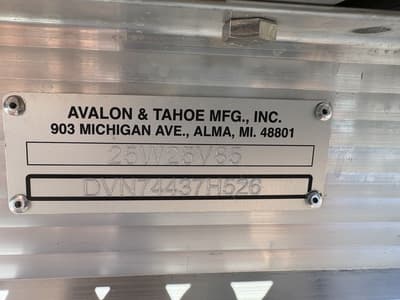 AVALON & TAHOE MFG., INC.
903 MICHIGAN AVE., ALMA, MI. 48801
25W25V85
DVN74437H526